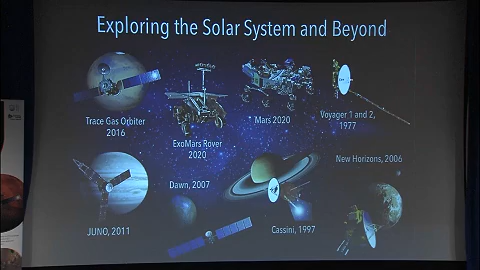 Exploring the Solar System and Beyond
Trace Gas Orbiter
2016
ExoMars Rover
2020
Mars 2020
Voyager 1 and 2,
1977
JUNO, 2011
Dawn, 2007
Cassini, 1997
New Horizons, 2006